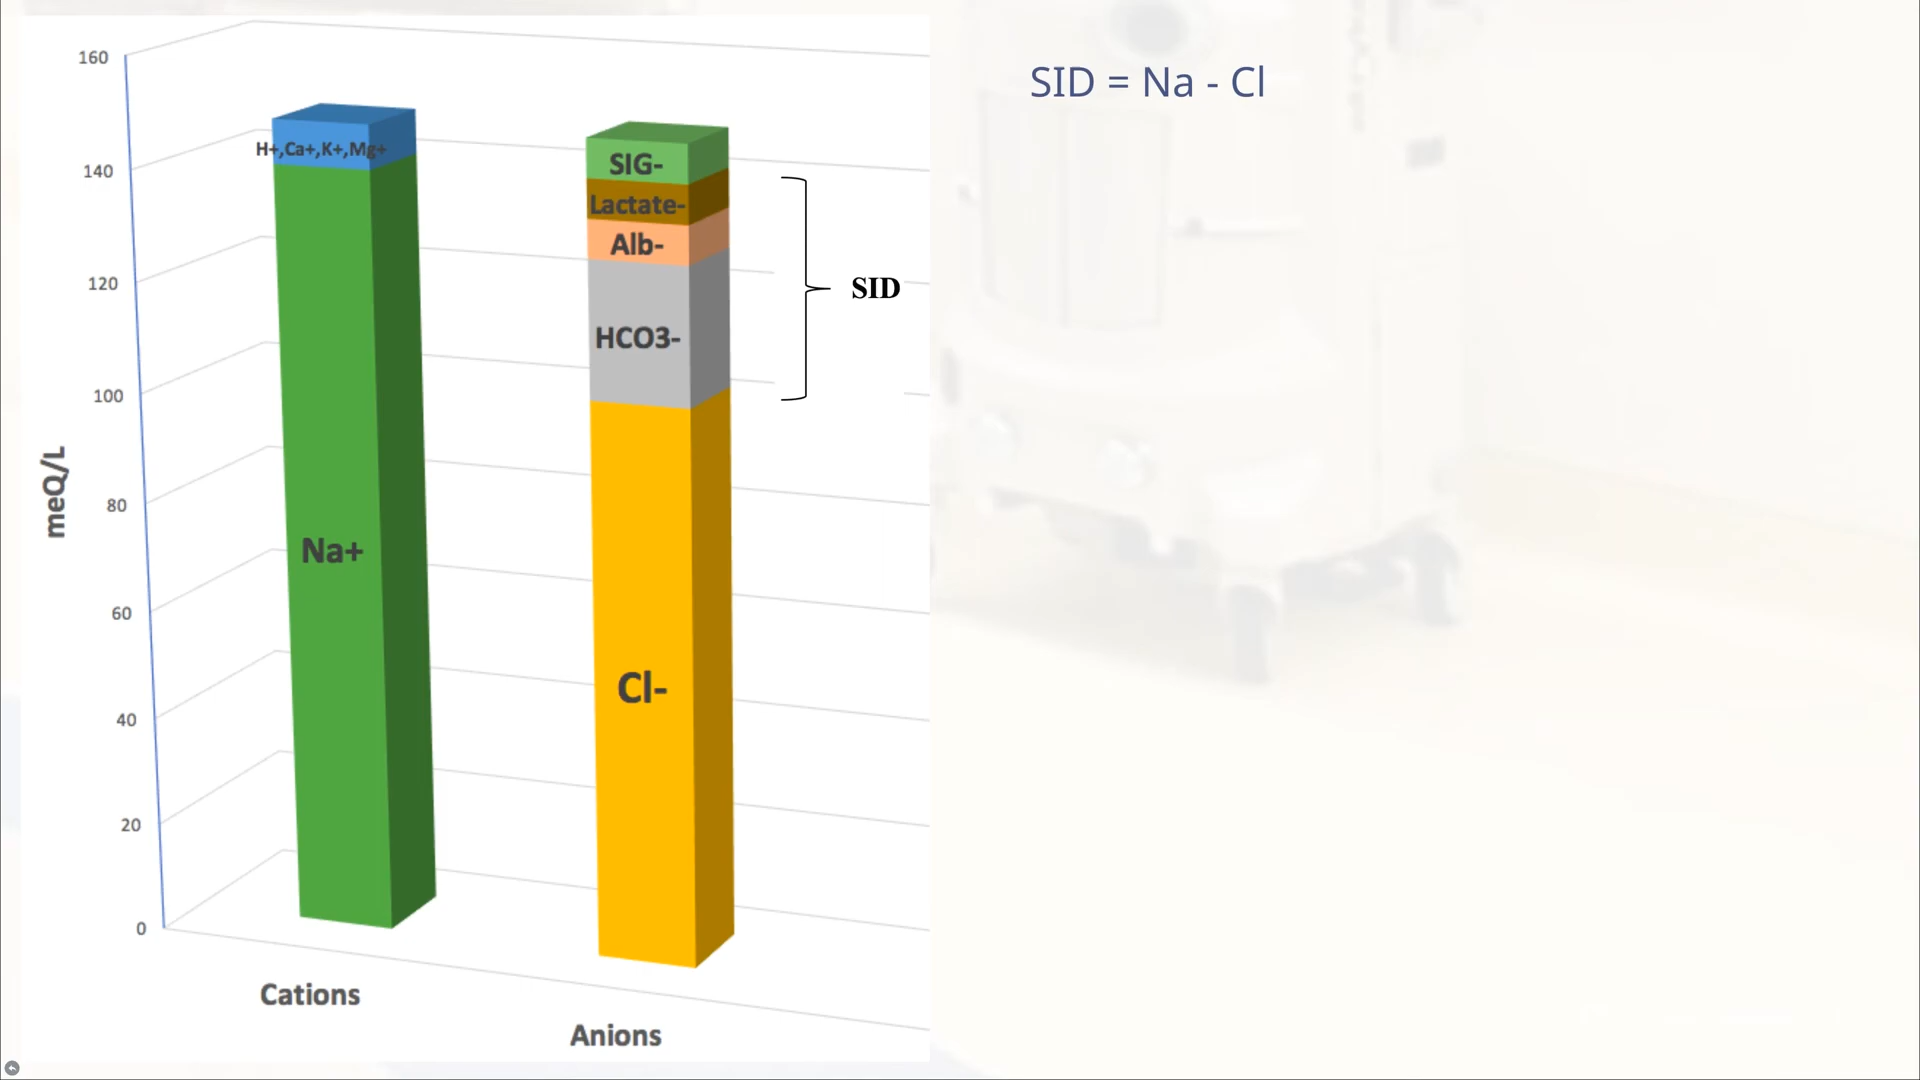 SID = Na - Cl
160
140
120
100
80
60
40
20
0
meQ/L
H+,Ca+,K+,Mg+
Na+
Cations
SIG-
Lactate-
Alb-
HCO3-
Cl-
Anions
SID